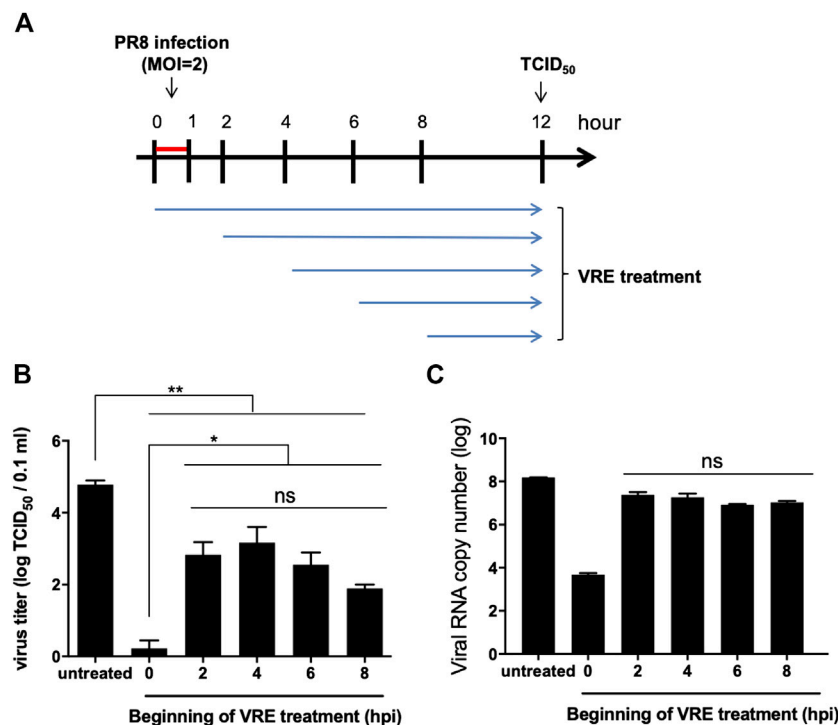 A
PR8 infection
(MOI=2)
TCID50
0 1 2 4 6 8 12 hour
VRE treatment
B
virus titer (log TCID50 / 0.1 ml)
6
4
2
0
**
*
ns
untreated 0 2 4 6 8
Beginning of VRE treatment (hpi)
C
Viral RNA copy number (log)
10
8
6
4
2
0
ns
untreated 0 2 4 6 8
Beginning of VRE treatment (hpi)